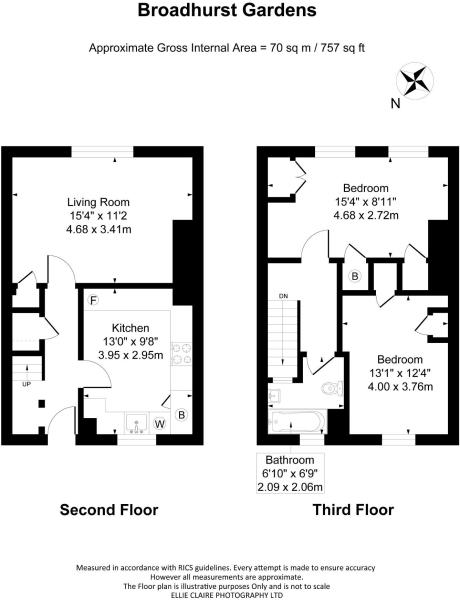 Broadhurst Gardens
Approximate Gross Internal Area = 70 sq m / 757 sq ft
N
Living Room
15'4" x 11'2
4.68 x 3.41m
F
Kitchen
13'0" x 9'8"
3.95 x 2.95m
UP
W
B
Second Floor
Bedroom
15'4" x 8'11"
4.68 x 2.72m
B
DN
Bedroom
13'1" x 12'4"
4.00 x 3.76m
Bathroom
6'10" x 6'9"
2.09 x 2.06m
Third Floor
Measured in accordance with RICS guidelines. Every attempt is made to ensure accuracy
However all measurements are approximate.
The Floor plan is illustrative purposes Only and is not to scale
ELLIE CLAIRE PHOTOGRAPHY LTD